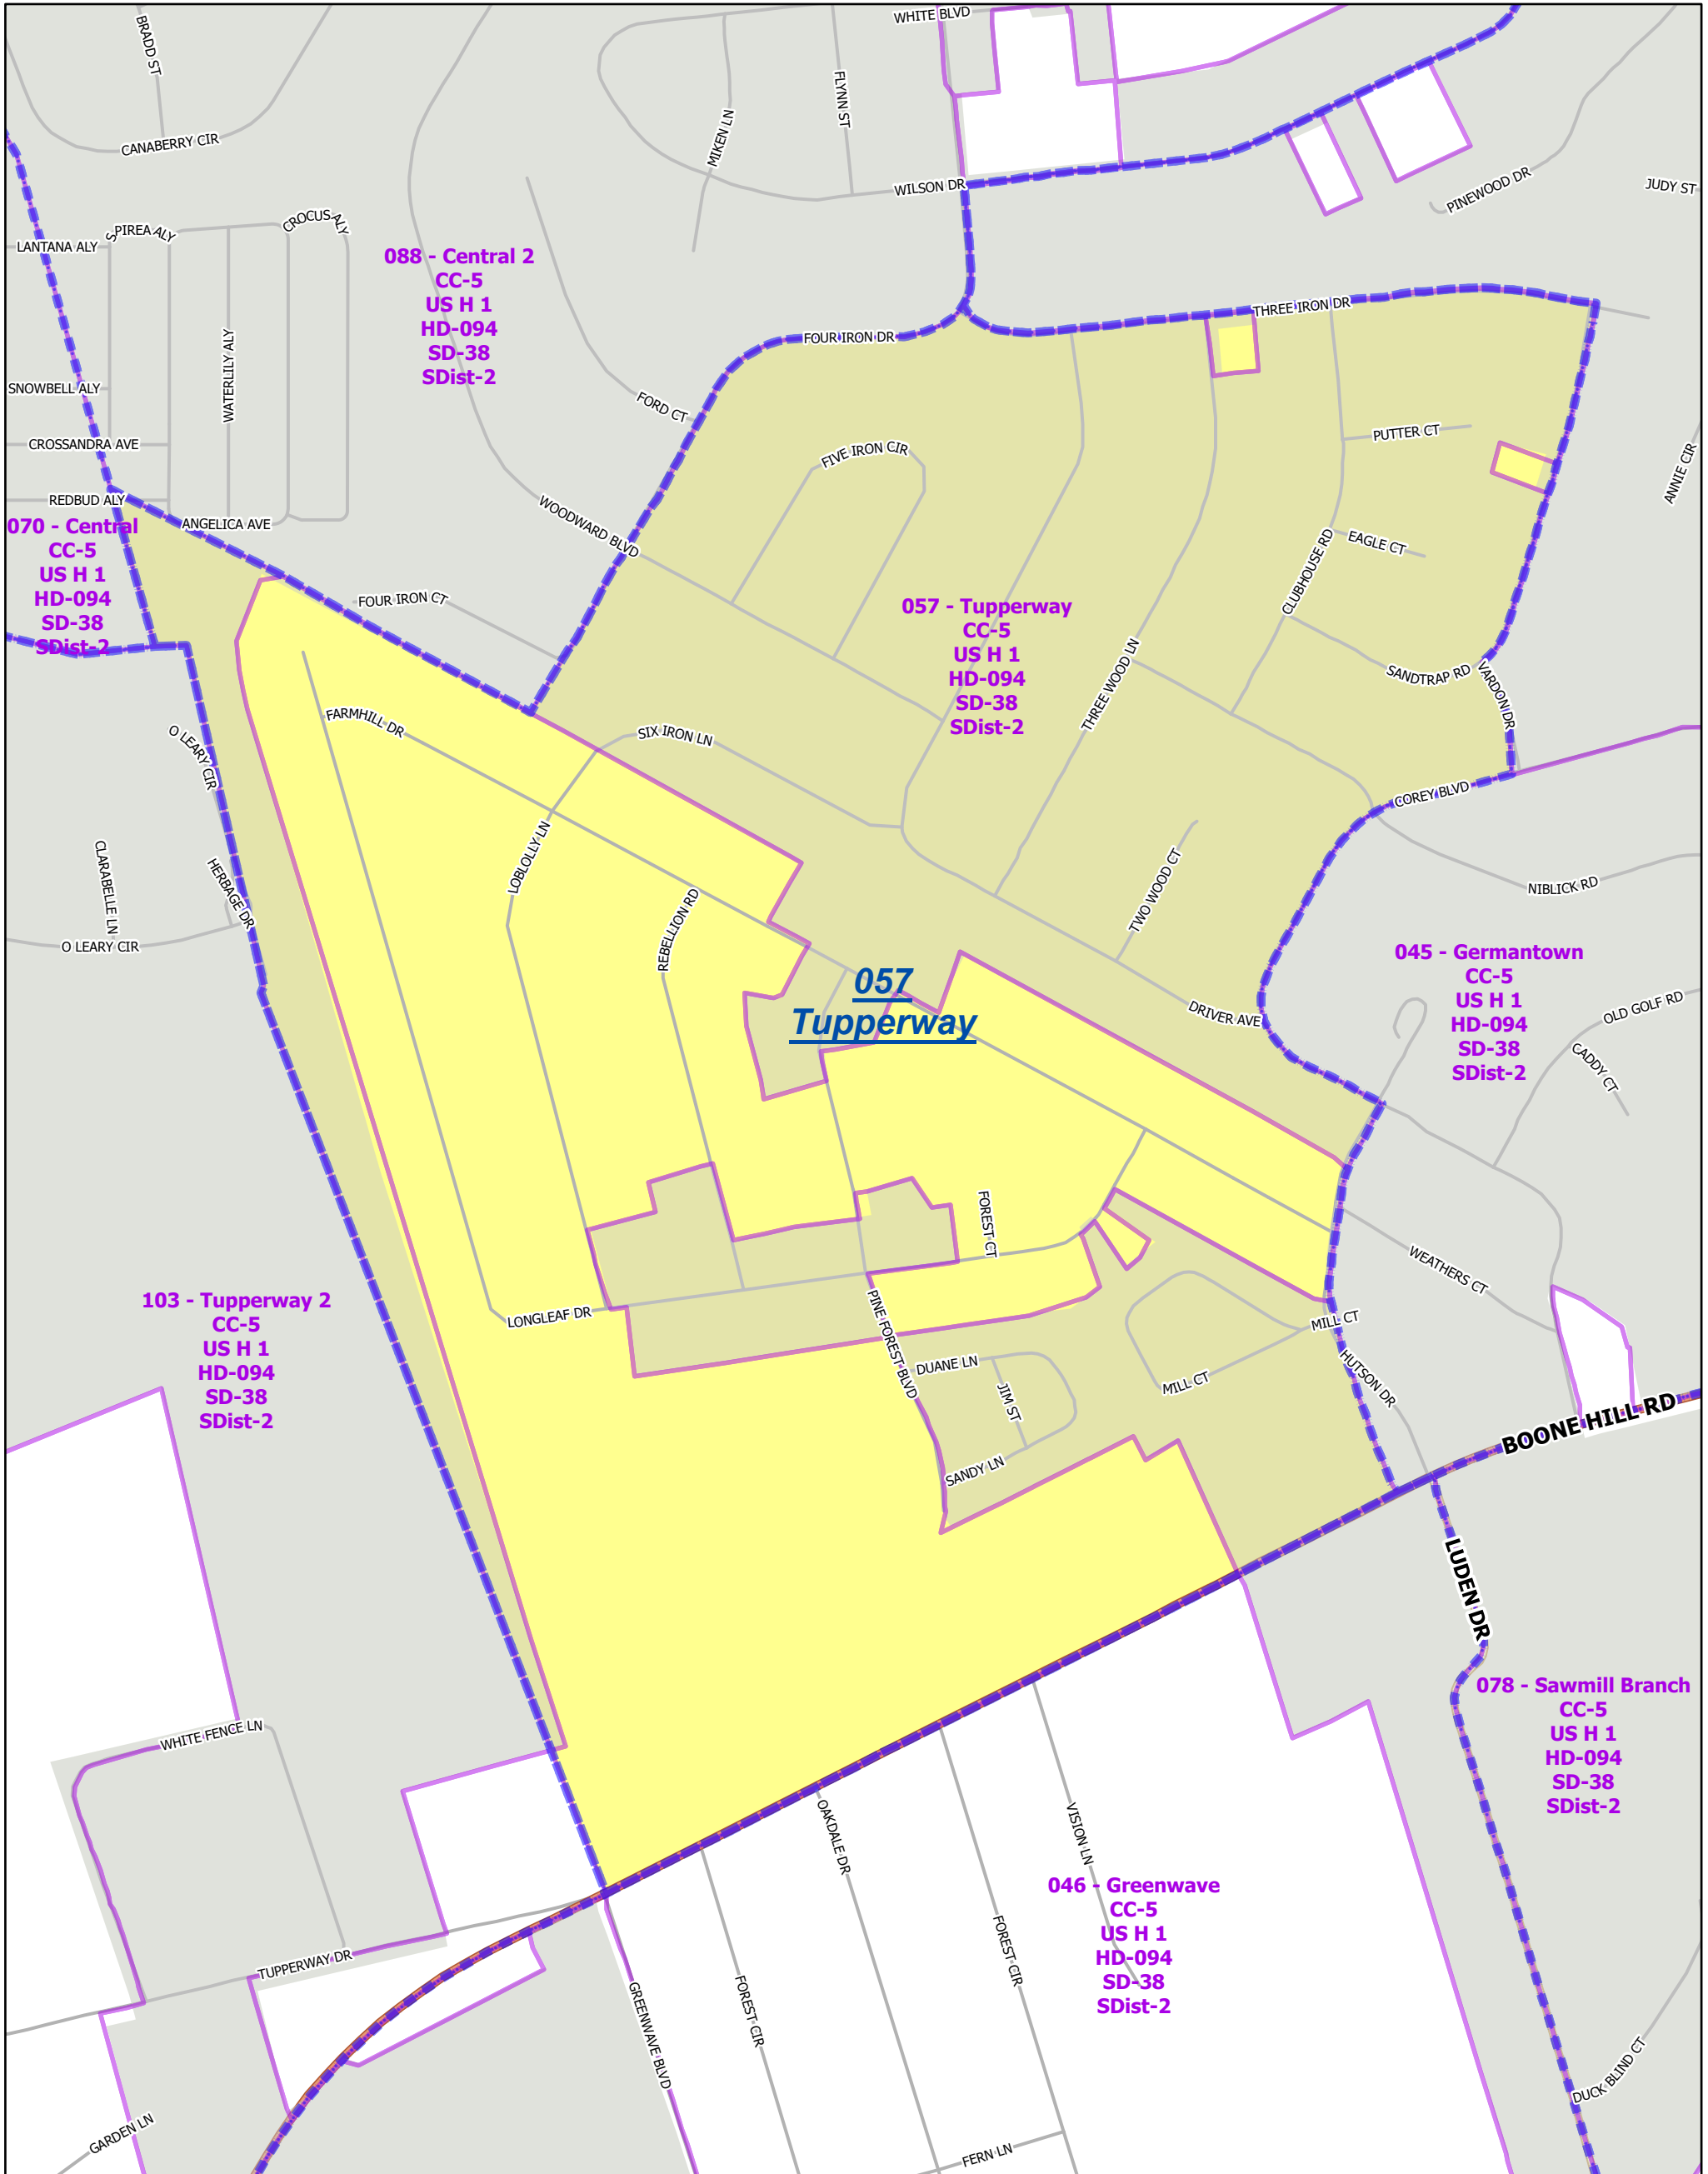 WHITE BLVD
BRADD ST
FLYNN ST
MIKEN LN
CANABERRY CIR
WILSON DR
PINEWOOD DR
JUDY ST
CROCUS ALY
SPIREA ALY
LANTANA ALY
088 - Central 2
CC-5
US H 1
HD-094
SD-38
SDist-2
THREE IRON DR
FOUR IRON DR
WATERLILY ALY
SNOWBELL ALY
FORD CT
CROSSANDRA AVE
PUTTER CT
FIVE IRON CIR
ANNIE CIR
REDBUD ALY
ANGELICA AVE
WOODWARD BLVD
EAGLE CT
070 - Central
CC-5
US H 1
HD-094
SD-38
SDist-2
CLUBHOUSE RD
FOUR IRON CT
057 - Tupperway
CC-5
US H 1
HD-094
SD-38
SDist-2
THREE WOOD LN
SANDTRAP RD
VARDON DR
FARMHILL DR
SIX IRON LN
O LEARY CIR
COREY BLVD
LOBLOLLY LN
CLARABELLE LN
HERBAGE DR
TWO WOOD CT
NIBLICK RD
REBELLION RD
O LEARY CIR
045 - Germantown
CC-5
US H 1
HD-094
SD-38
SDist-2
057
Tupperway
DRIVER AVE
OLD GOLF RD
CADDY CT
FOREST CT
WEATHERS CT
103 - Tupperway 2
CC-5
US H 1
HD-094
SD-38
SDist-2
LONGLEAF DR
PINE FOREST BLVD
MILL CT
DUANE LN
JIM ST
MILL CT
HUTSON DR
BOONE HILL RD
SANDY LN
LUDEN DR
078 - Sawmill Branch
CC-5
US H 1
HD-094
SD-38
SDist-2
WHITE FENCE LN
OAKDALE DR
VISION LN
046 - Greenwave
CC-5
US H 1
HD-094
SD-38
SDist-2
FOREST CIR
TUPPERWAY DR
FOREST CIR
GREENWAVE BLVD
DUCK BLIND CT
GARDEN LN
FERN LN